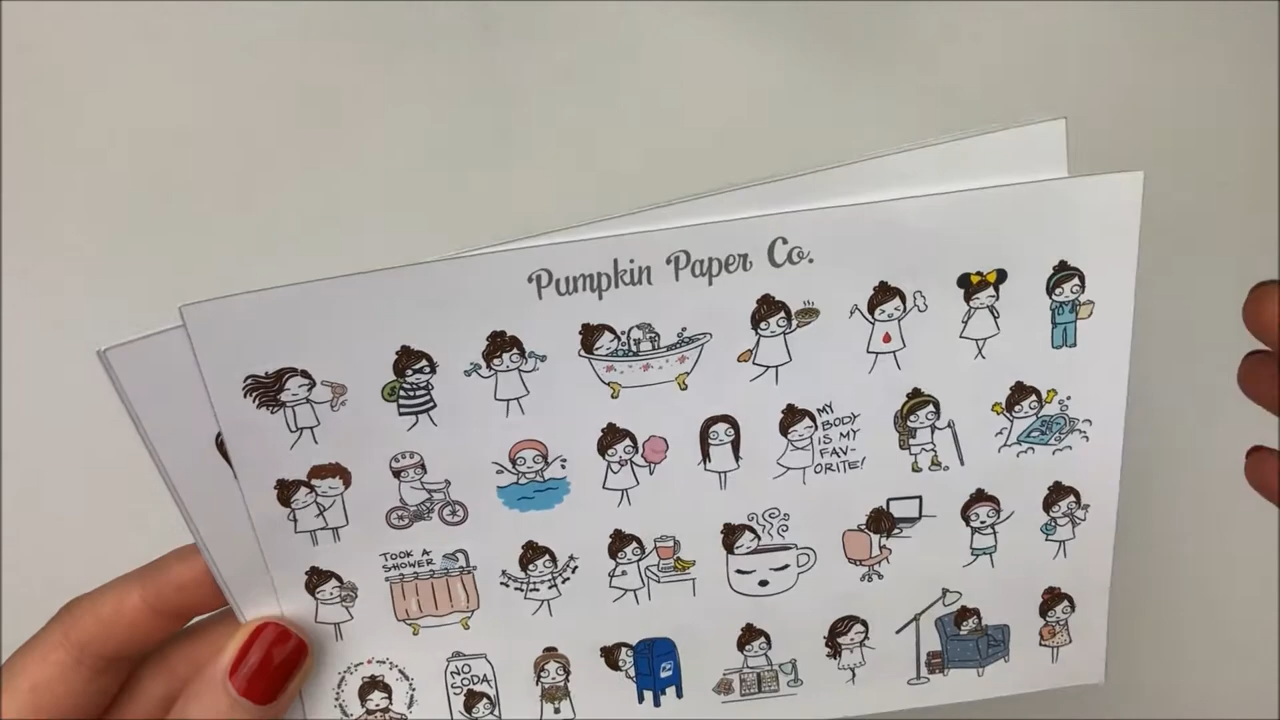 Pumpkin Paper Co.
MY
BODY
IS MY
FAV-
ORITE!
TOOK A
SHOWER
NO
SODA